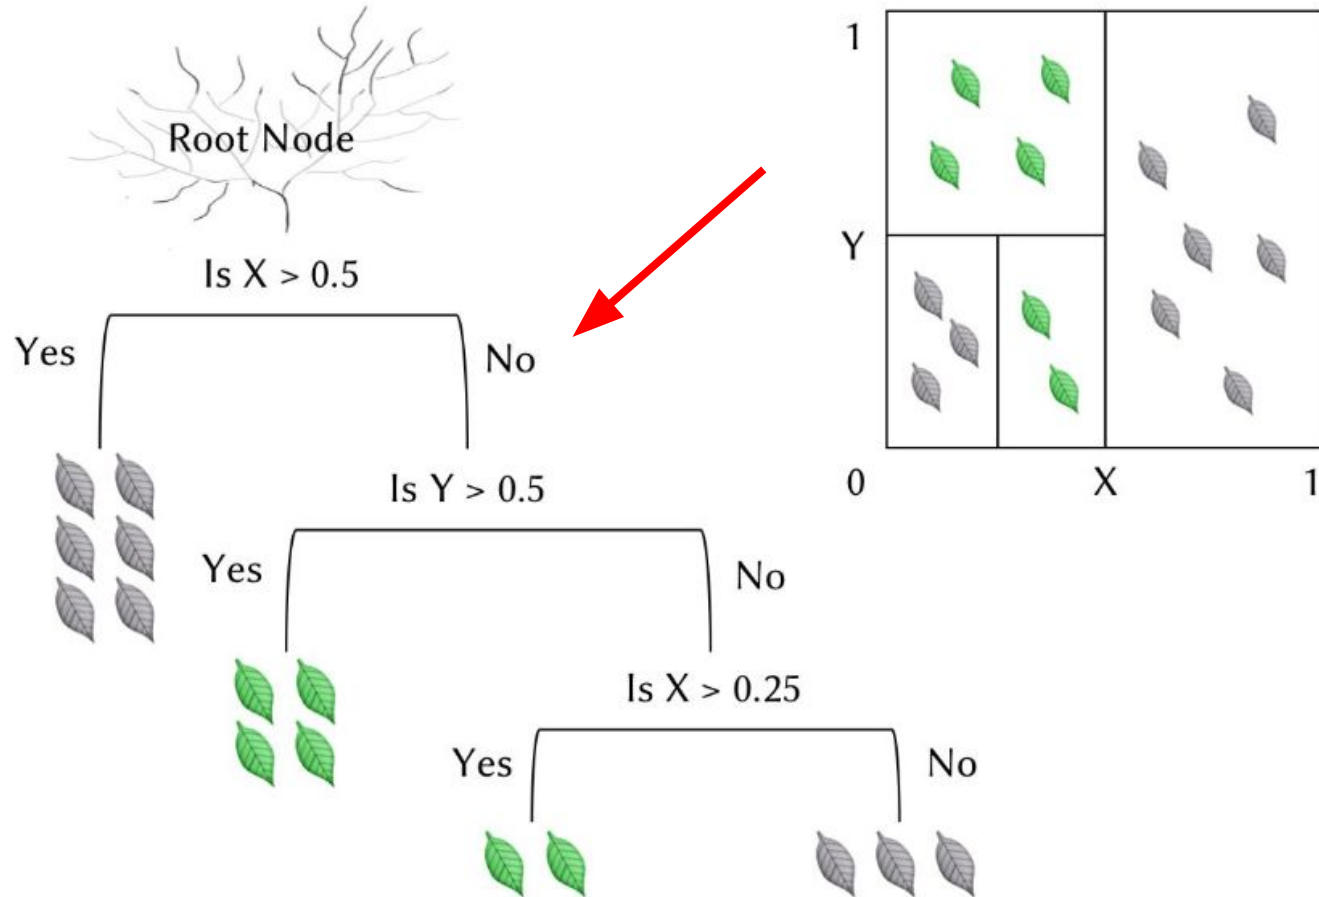 Root Node
Is X > 0.5
Yes
No
Is Y > 0.5
Yes
No
Is X > 0.25
Yes
No
1
Y
0
X
1